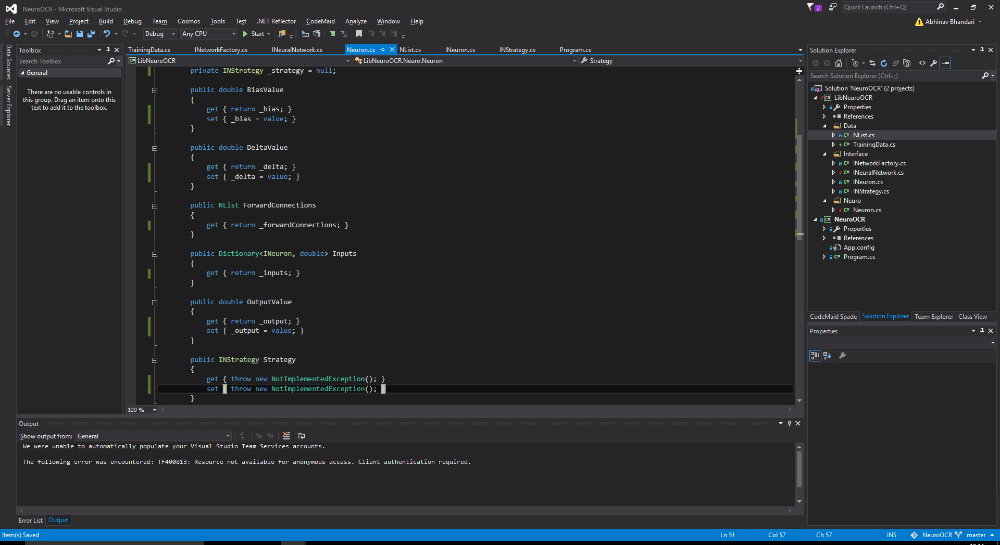 NeuroOCR - Microsoft Visual Studio
2
Quick Launch (Ctrl+Q)
File Edit View Project Build Debug Team Cosmos Tools Test .NET Reflector CodeMaid Analyze Window Help
Abhinav Bhandari
Debug Any CPU Start
Data Sources
Server Explorer
Toolbox
Search Toolbox
General
There are no usable controls in
this group. Drag an item onto this
text to add it to the toolbox.
TrainingData.cs INetworkFactory.cs INeuralNetwork.cs Neuron.cs NList.cs INeuron.cs INStrategy.cs Program.cs
LibNeuroOCR LibNeuroOCR.Neuro.Neuron Strategy
private INStrategy _strategy = null;
public double BiasValue
{
get { return _bias; }
set { _bias = value; }
}
public double DeltaValue
{
get { return _delta; }
set { _delta = value; }
}
public NList ForwardConnections
{
get { return _forwardConnections; }
}
public Dictionary<INeuron, double> Inputs
{
get { return _inputs; }
}
public double OutputValue
{
get { return _output; }
set { _output = value; }
}
public INStrategy Strategy
{
get { throw new NotImplementedException(); }
set { throw new NotImplementedException(); }
}
109 %
Output
Show output from: General
We were unable to automatically populate your Visual Studio Team Services accounts.
The following error was encountered: TF400813: Resource not available for anonymous access. Client authentication required.
Error List Output
Solution Explorer
Search Solution Explorer (Ctrl+;)
Solution 'NeuroOCR' (2 projects)
LibNeuroOCR
Properties
References
Data
NList.cs
TrainingData.cs
Interface
INetworkFactory.cs
INeuralNetwork.cs
INeuron.cs
INStrategy.cs
Neuro
Neuron.cs
NeuroOCR
Properties
References
App.config
Program.cs
CodeMaid Spade Solution Explorer Team Explorer Class View
Properties
Item(s) Saved Ln 51 Col 57 Ch 57 INS NeuroOCR master